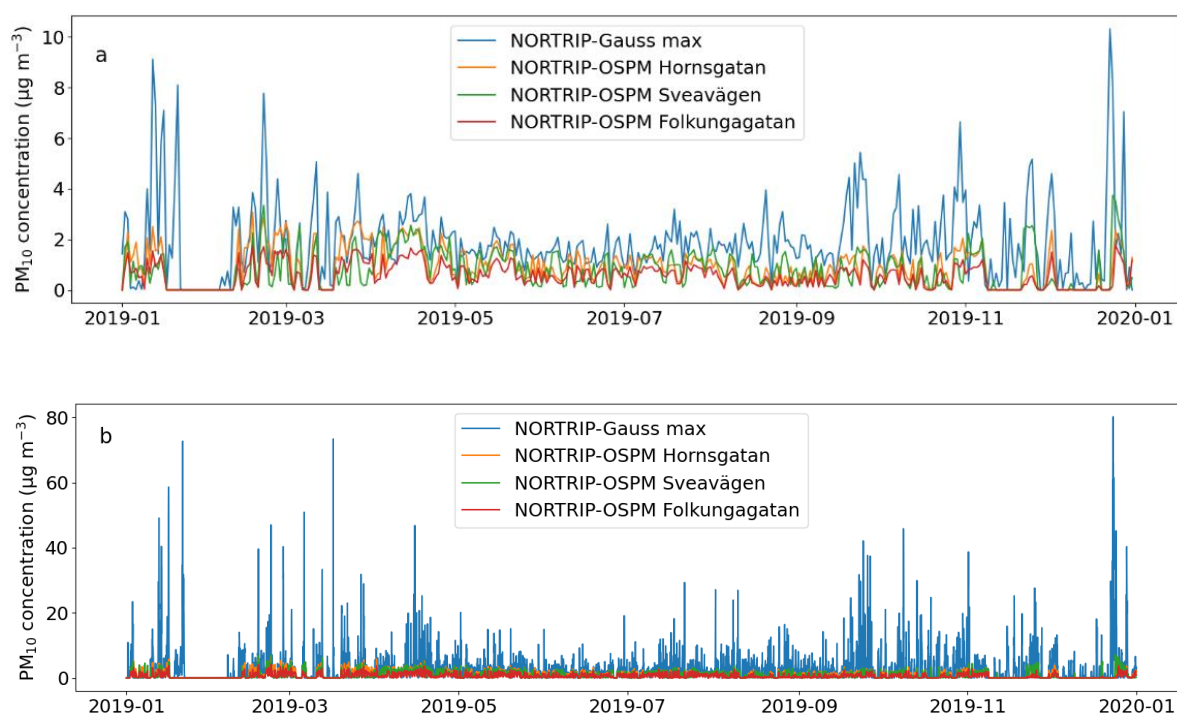 a
PM₁₀ concentration (μg m⁻³)
10
8
6
4
2
0
NORTRIP-Gauss max
NORTRIP-OSPM Hornsgatan
NORTRIP-OSPM Sveavägen
NORTRIP-OSPM Folkungagatan
2019-01 2019-03 2019-05 2019-07 2019-09 2019-11 2020-01
b
PM₁₀ concentration (μg m⁻³)
80
60
40
20
0
NORTRIP-Gauss max
NORTRIP-OSPM Hornsgatan
NORTRIP-OSPM Sveavägen
NORTRIP-OSPM Folkungagatan
2019-01 2019-03 2019-05 2019-07 2019-09 2019-11 2020-01